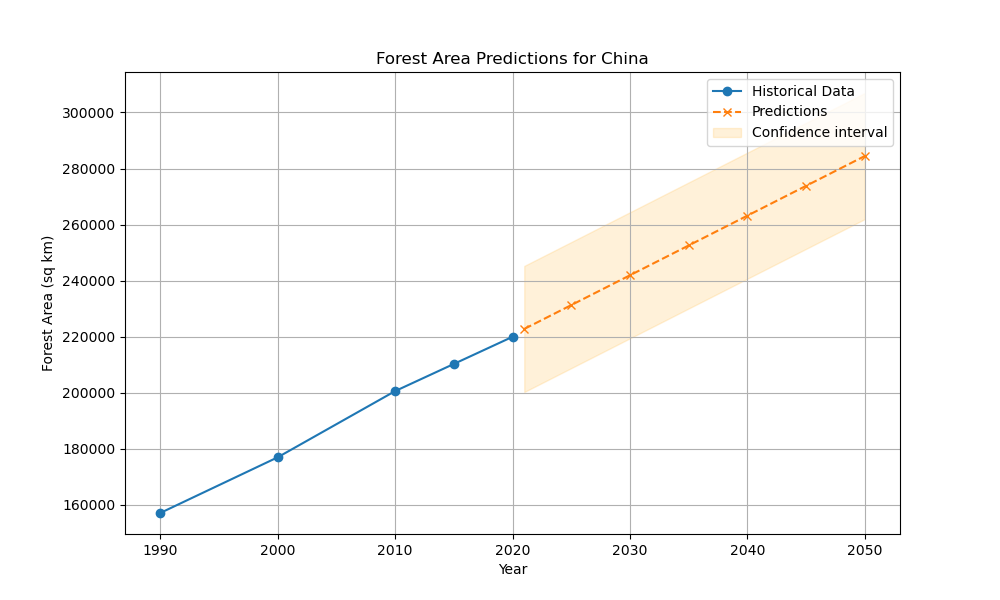 Forest Area Predictions for China
Historical Data
Predictions
Confidence interval
Forest Area (sq km)
300000
280000
260000
240000
220000
200000
180000
160000
1990 2000 2010 2020 2030 2040 2050
Year